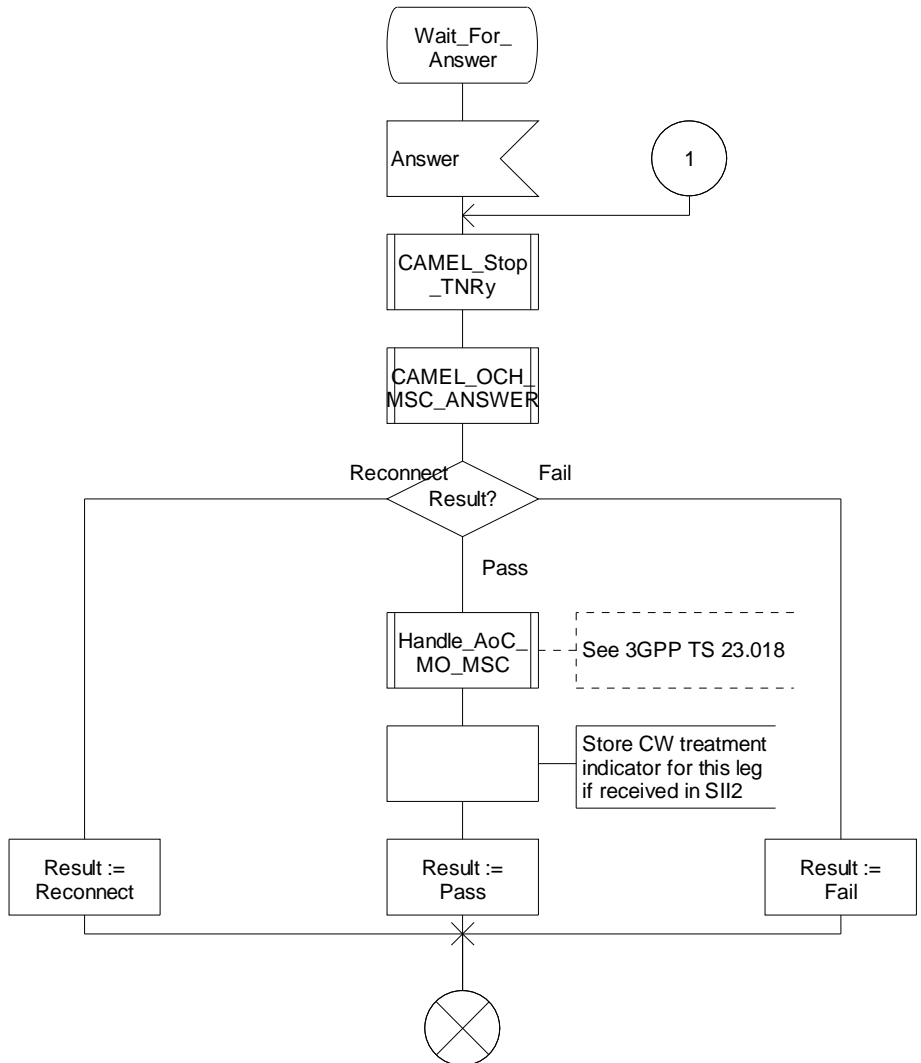 Wait_For_
Answer
Answer
1
CAMEL_Stop
_TNRy
CAMEL_OCH_
MSC_ANSWER
Reconnect
Fail
Result?
Pass
Handle_AoC_
MO_MSC
See 3GPP TS 23.018
Store CW treatment
indicator for this leg
if received in SII2
Result :=
Reconnect
Result :=
Pass
Result :=
Fail